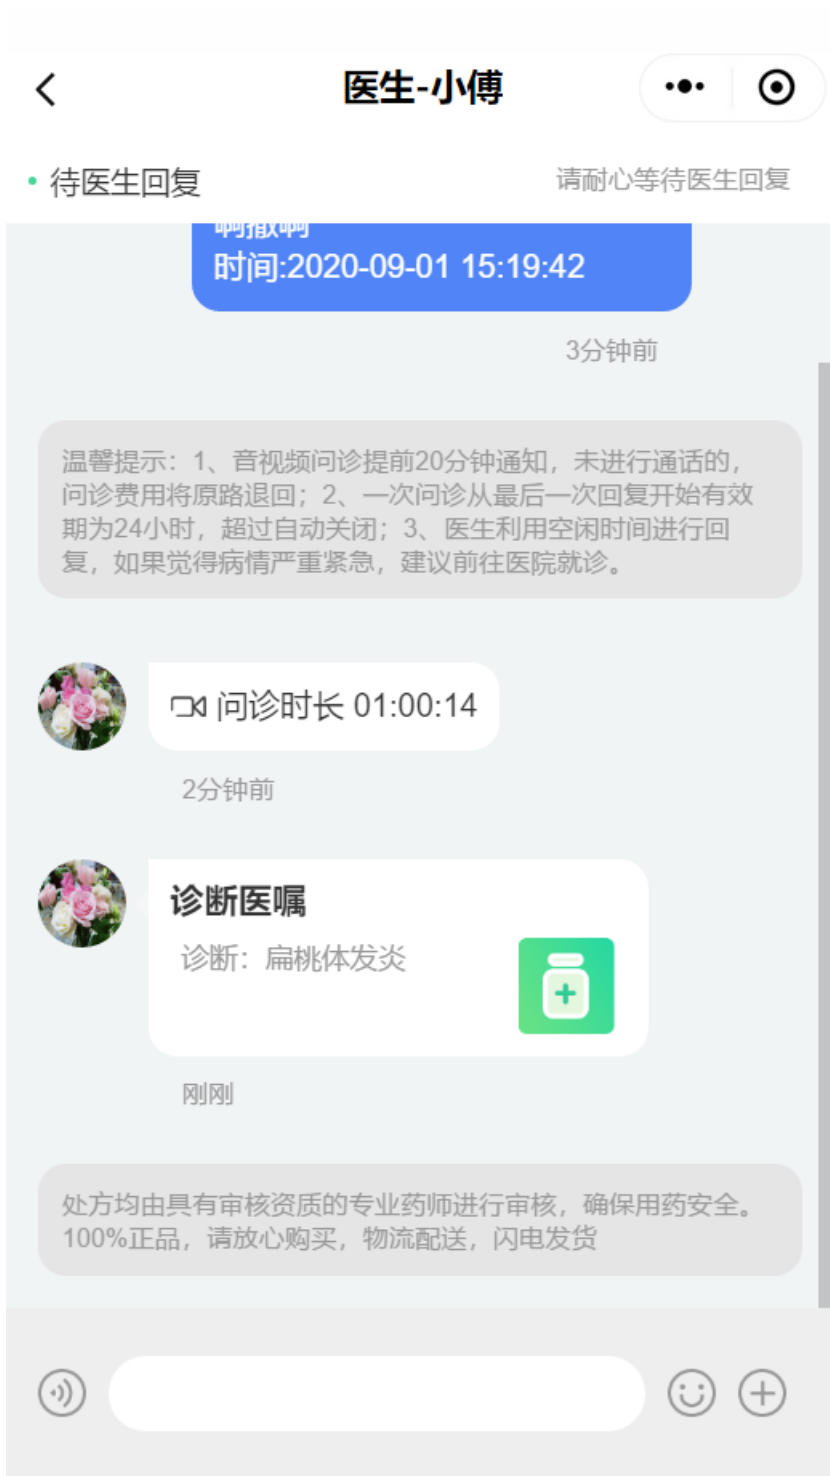 医生-小傅
待医生回复
请耐心等待医生回复
啊撒啊
时间:2020-09-01 15:19:42
3分钟前
温馨提示：1、音视频问诊提前20分钟通知，未进行通话的，
问诊费用将原路退回；2、一次问诊从最后一次回复开始有效
期为24小时，超过自动关闭；3、医生利用空闲时间进行回
复，如果觉得病情严重紧急，建议前往医院就诊。
问诊时长 01:00:14
2分钟前
诊断医嘱
诊断：扁桃体发炎
刚刚
处方均由具有审核资质的专业药师进行审核，确保用药安全。
100%正品，请放心购买，物流配送，闪电发货